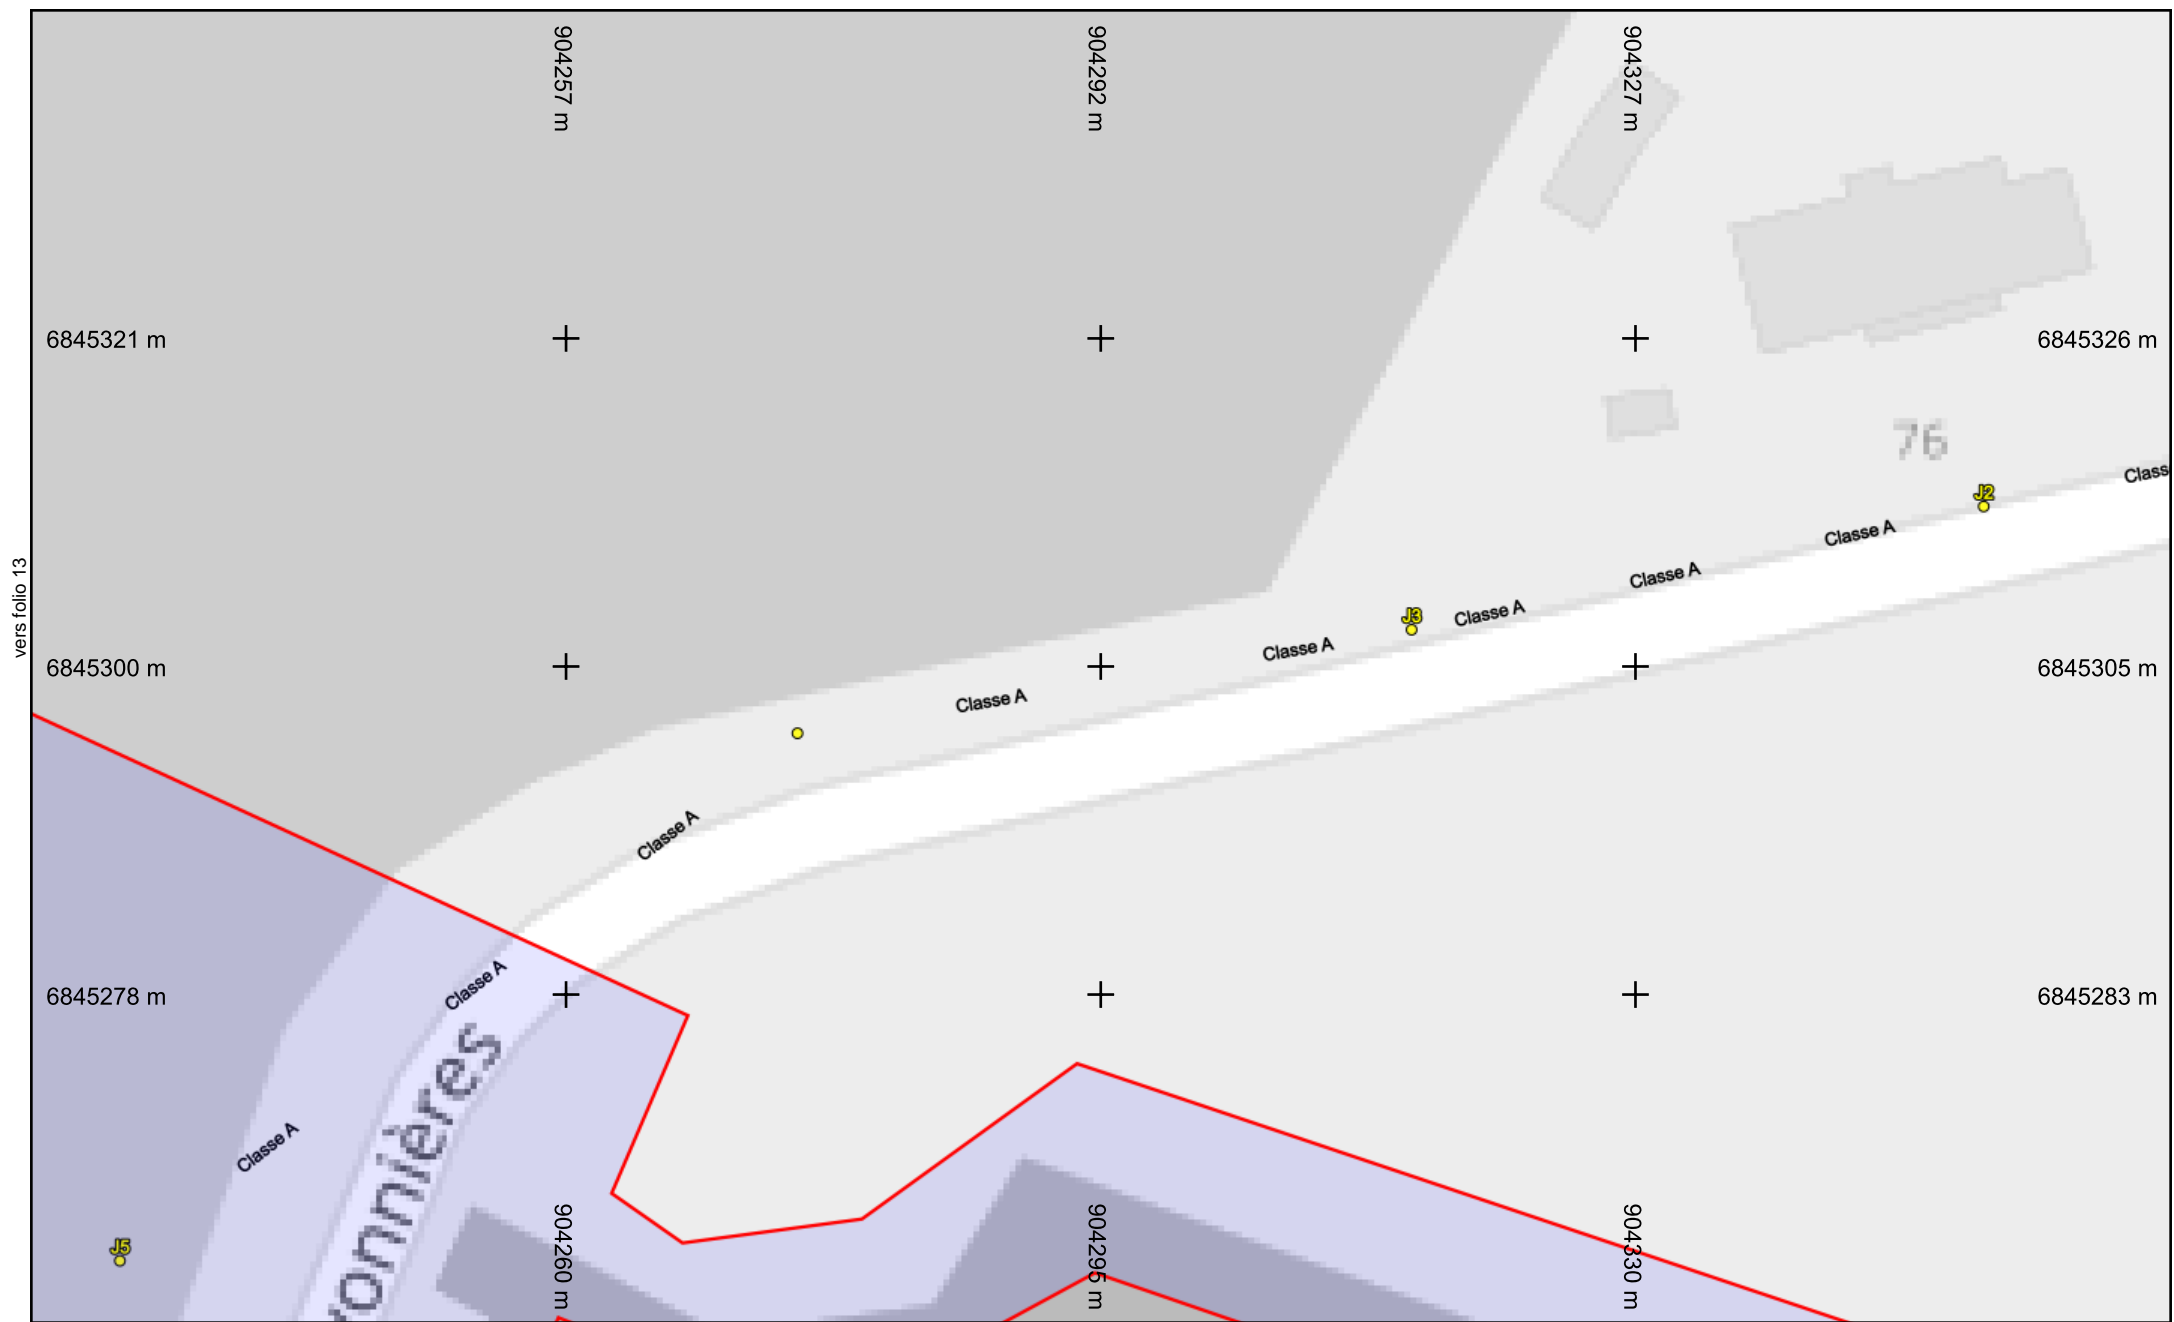 904257 m
904292 m
904327 m
6845321 m
6845326 m
76
J2
Class
Classe A
Classe A
J3
Classe A
Classe A
vers folio 13
6845300 m
6845305 m
Classe A
Classe A
Classe A
6845278 m
6845283 m
onnières
Classe A
J5
904260 m
904295 m
904330 m